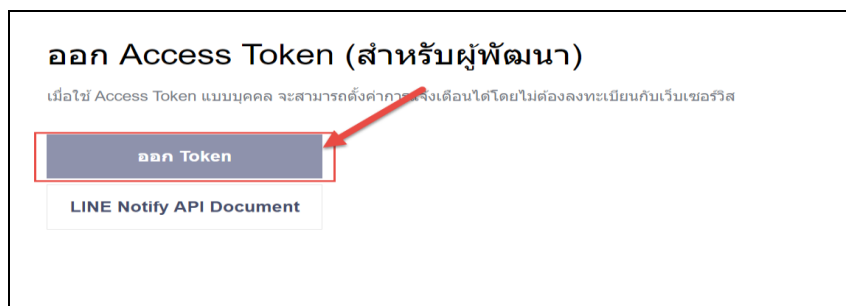 ออก Access Token (สำหรับผู้พัฒนา)
เมื่อใช้ Access Token แบบบุคคล จะสามารถตั้งค่าการแจ้งเตือนได้โดยไม่ต้องลงทะเบียนกับเว็บเซอร์วิส
ออก Token
LINE Notify API Document